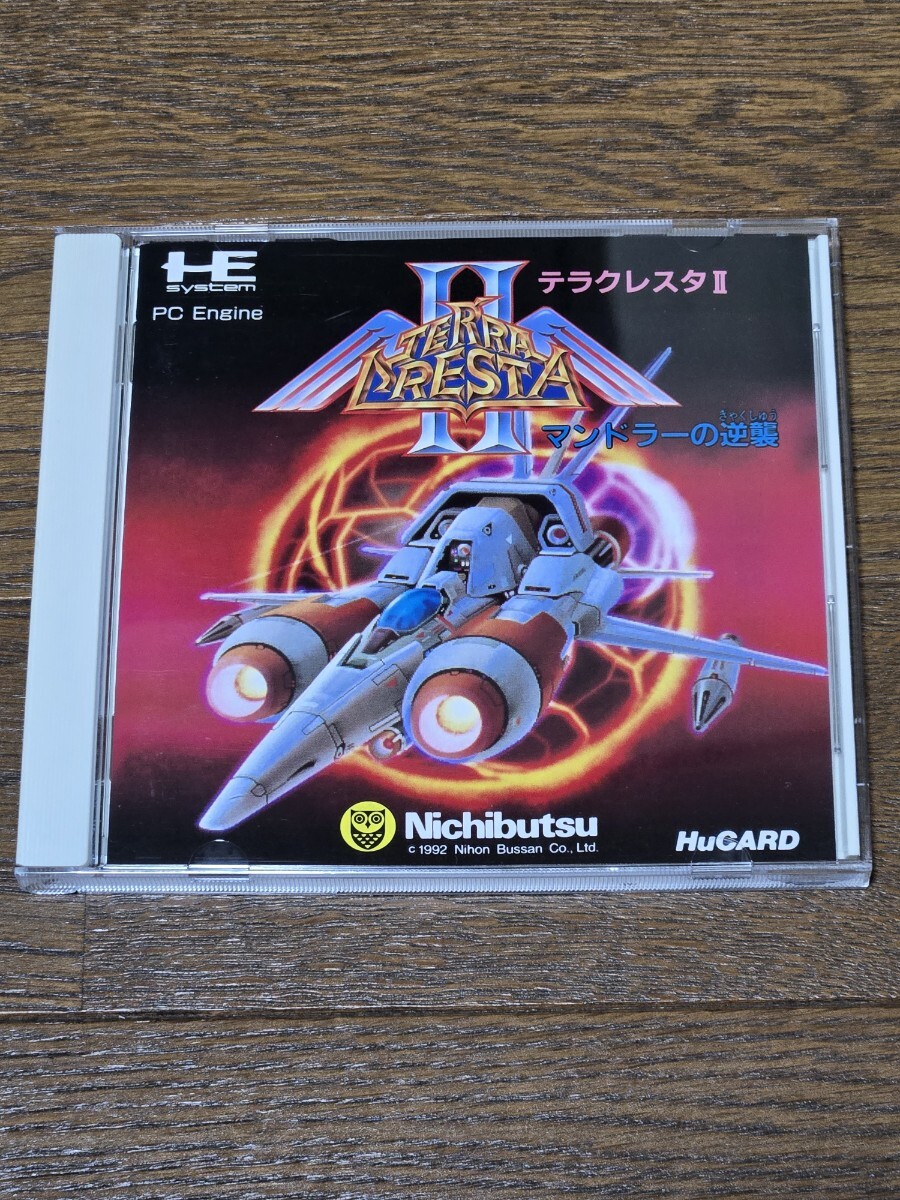 HE
system
PC Engine
テラクレスタⅡ
II
TERRA
CRESTA
きゃくしゅう
マンドラーの逆襲
Nichibutsu
c 1992 Nihon Bussan Co., Ltd.
HuCARD